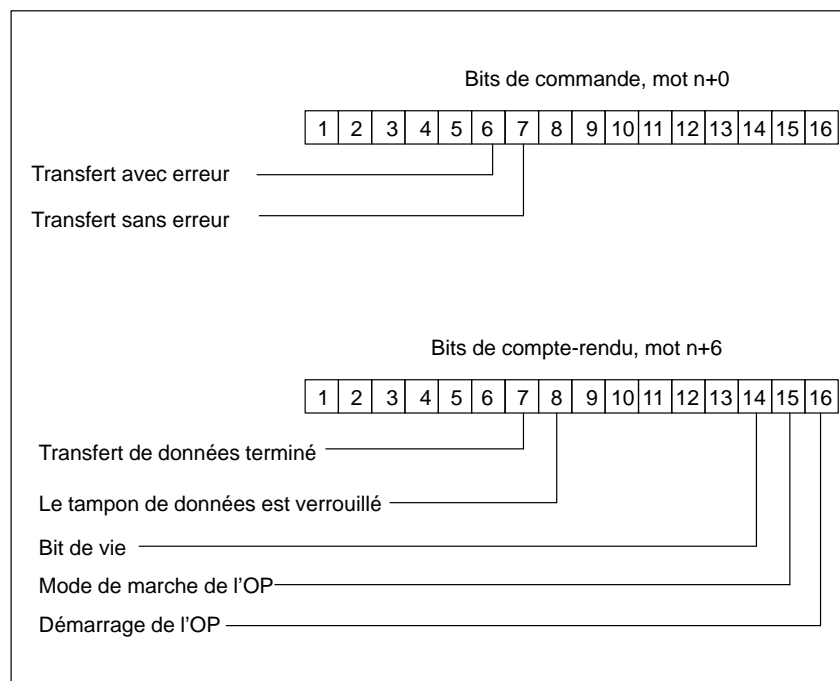 Bits de commande, mot n+0
1 2 3 4 5 6 7 8 9 10 11 12 13 14 15 16
Transfert avec erreur
Transfert sans erreur
Bits de compte-rendu, mot n+6
1 2 3 4 5 6 7 8 9 10 11 12 13 14 15 16
Transfert de données terminé
Le tampon de données est verrouillé
Bit de vie
Mode de marche de l’OP
Démarrage de l’OP